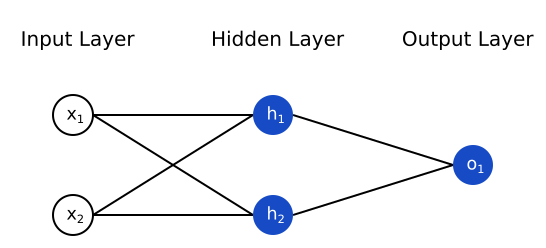 Input Layer
Hidden Layer
Output Layer
x₁
h₁
o₁
x₂
h₂